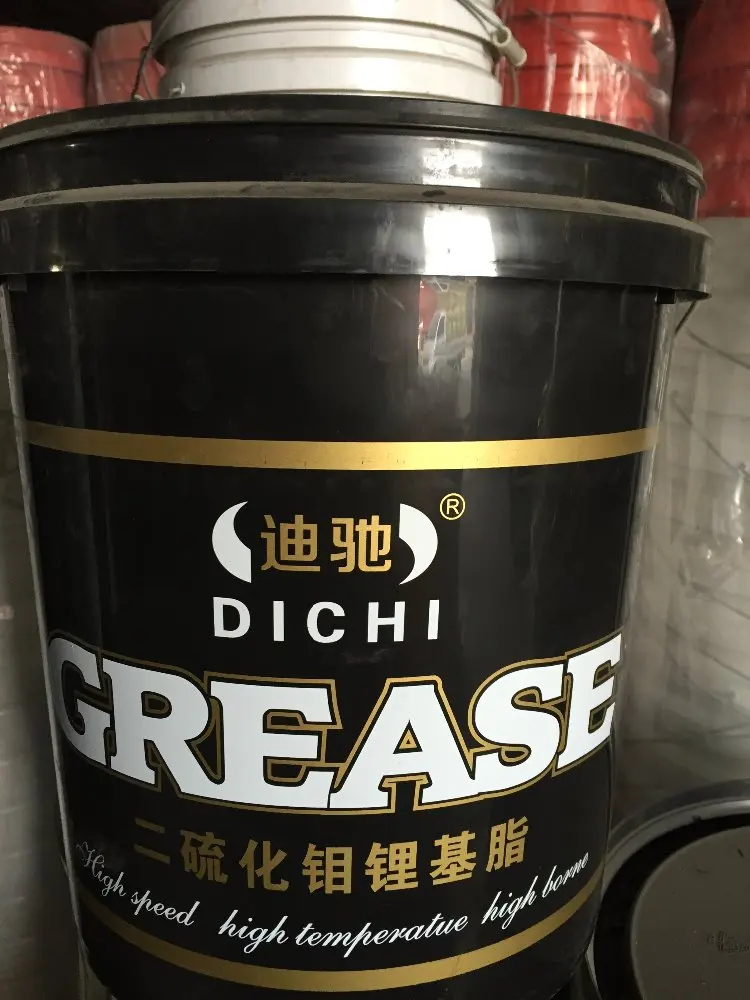 迪驰®
DICHI
GREASE
二硫化钼锂基脂
High speed high temperatue high borne